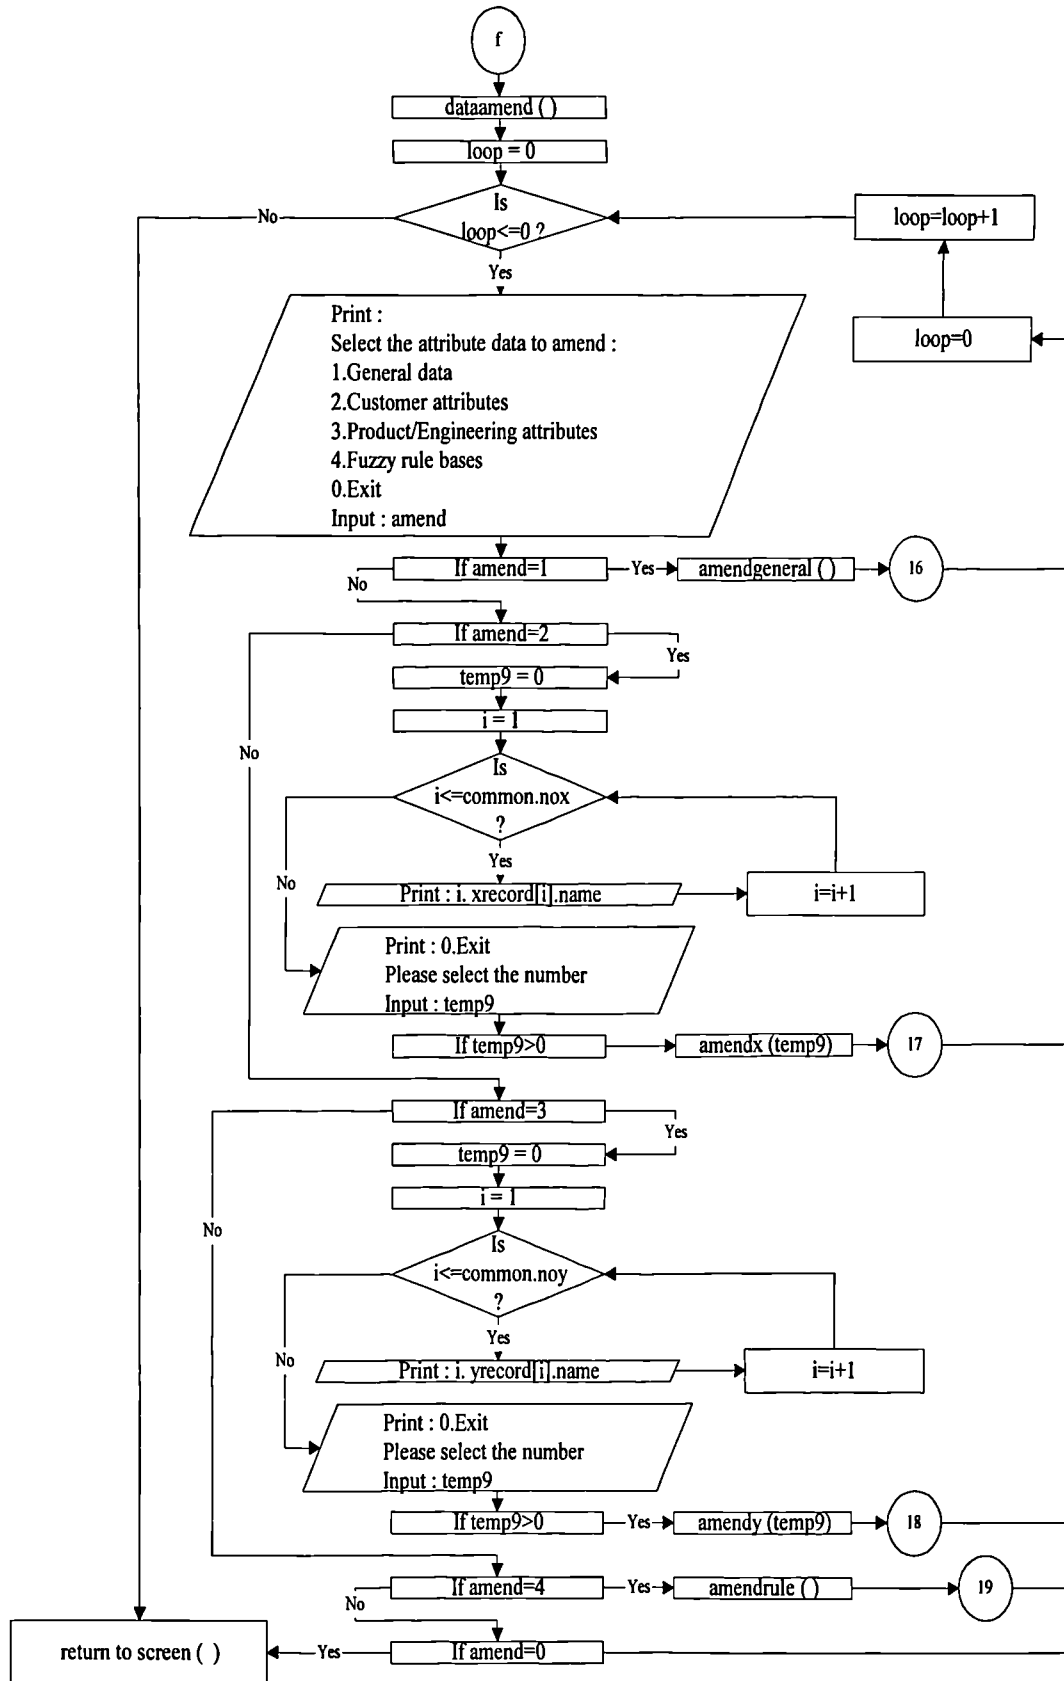 f
dataamend ( )
loop = 0
Is
loop<=0 ?
No
Yes
loop=loop+1
loop=0
Print :
Select the attribute data to amend :
1.General data
2.Customer attributes
3.Product/Engineering attributes
4.Fuzzy rule bases
0.Exit
Input : amend
If amend=1
Yes
amendgeneral ( )
16
No
If amend=2
Yes
temp9 = 0
i = 1
No
Is
i<=common.nox
?
Yes
No
Print : i. xrecord[i].name
i=i+1
Print : 0.Exit
Please select the number
Input : temp9
If temp9>0
amendx (temp9)
17
If amend=3
Yes
temp9 = 0
i = 1
No
Is
i<=common.noy
?
Yes
No
Print : i. yrecord[i].name
i=i+1
Print : 0.Exit
Please select the number
Input : temp9
If temp9>0
Yes
amendy (temp9)
18
If amend=4
Yes
amendrule ( )
19
No
If amend=0
Yes
return to screen ( )